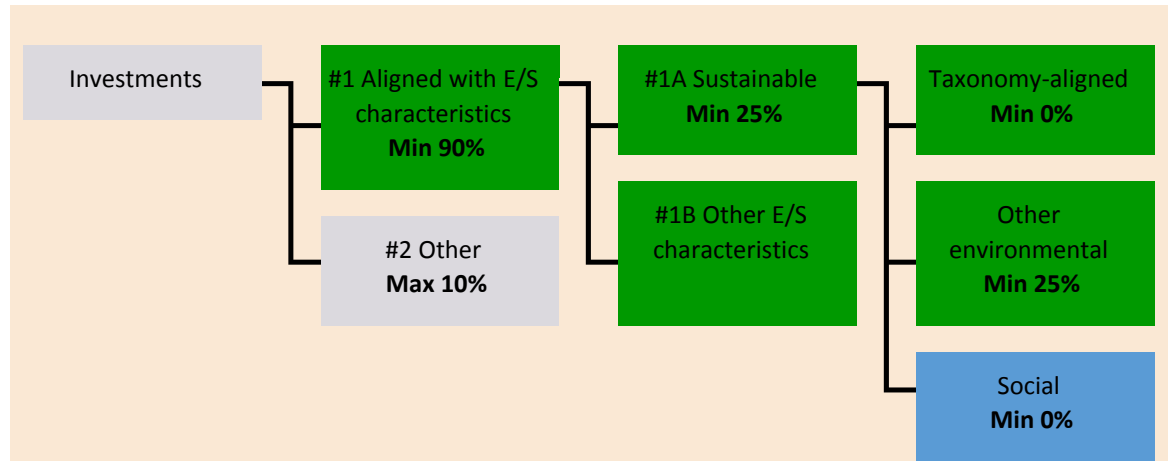 Investments
#1 Aligned with E/S
characteristics
Min 90%
#2 Other
Max 10%
#1A Sustainable
Min 25%
#1B Other E/S
characteristics
Taxonomy-aligned
Min 0%
Other
environmental
Min 25%
Social
Min 0%